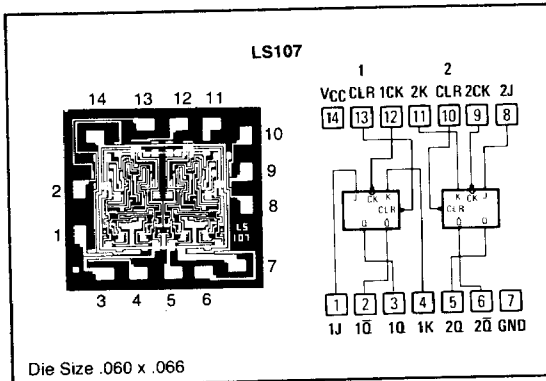 LS107
14 13 12 11
10
9
8
7
2
1
3 4 5 6
LS
107
1 2
VCC CLR 1CK 2K CLR 2CK 2J
14 13 12 11 10 9 8
J CK K K CK J
CLR CLR
Q Q̅ Q̅ Q
1 2 3 4 5 6 7
1J 1Q̅ 1Q 1K 2Q 2Q̅ GND
Die Size .060 x .066